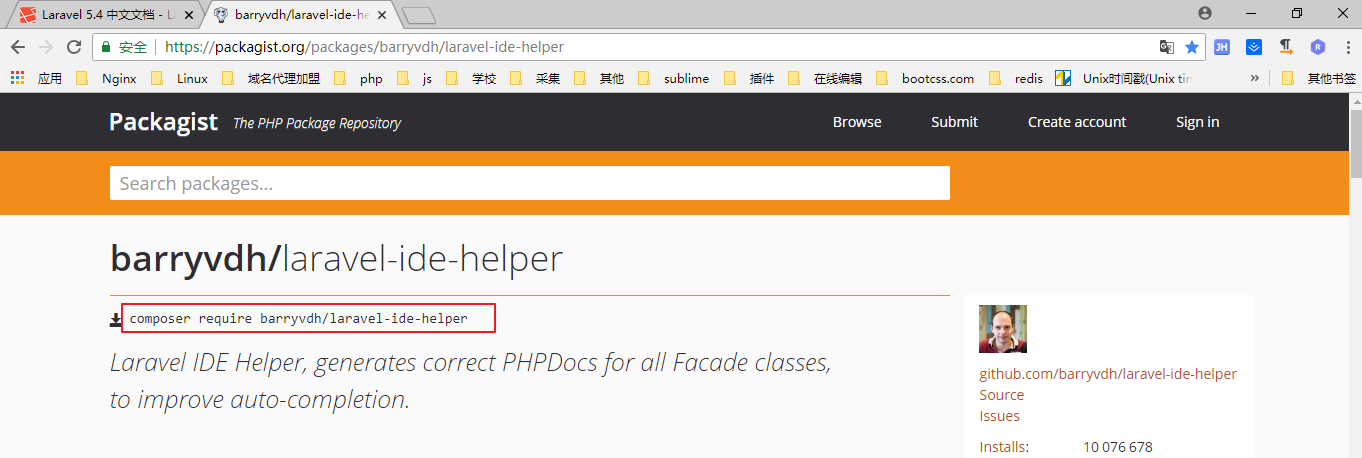 Laravel 5.4 中文文档 - L
barryvdh/laravel-ide-he
安全 https://packagist.org/packages/barryvdh/laravel-ide-helper
JH R
应用 Nginx Linux 域名代理加盟 php js 学校 采集 其他 sublime 插件 在线编辑 bootcss.com redis Unix时间戳(Unix tin » 其他书签
Packagist The PHP Package Repository Browse Submit Create account Sign in
Search packages...
barryvdh/laravel-ide-helper
composer require barryvdh/laravel-ide-helper
Laravel IDE Helper, generates correct PHPDocs for all Facade classes,
to improve auto-completion.
github.com/barryvdh/laravel-ide-helper
Source
Issues
Installs: 10 076 678